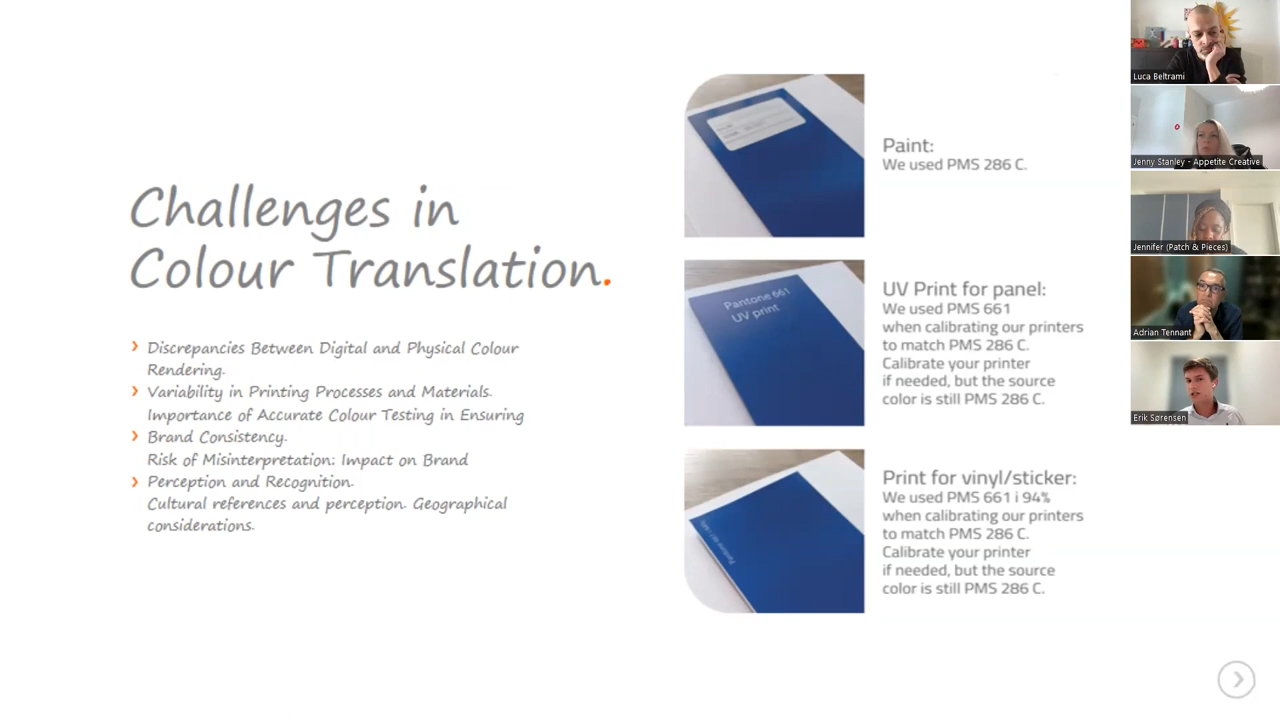 Challenges in
Colour Translation.
Discrepancies Between Digital and Physical Colour
Rendering.
Variability in Printing Processes and Materials.
Importance of Accurate Colour Testing in Ensuring
Brand Consistency.
Risk of Misinterpretation: Impact on Brand
Perception and Recognition.
Cultural references and perception. Geographical
considerations.
Paint:
We used PMS 286 C.
Pantone 661
UV print
UV Print for panel:
We used PMS 661
when calibrating our printers
to match PMS 286 C.
Calibrate your printer
if needed, but the source
color is still PMS 286 C.
Print for vinyl/sticker:
We used PMS 661 i 94%
when calibrating our printers
to match PMS 286 C.
Calibrate your printer
if needed, but the source
color is still PMS 286 C.
Luca Beltrami
Jenny Stanley - Appetite Creative
Jennifer (Patch & Pieces)
Adrian Tennant
Erik Sørensen